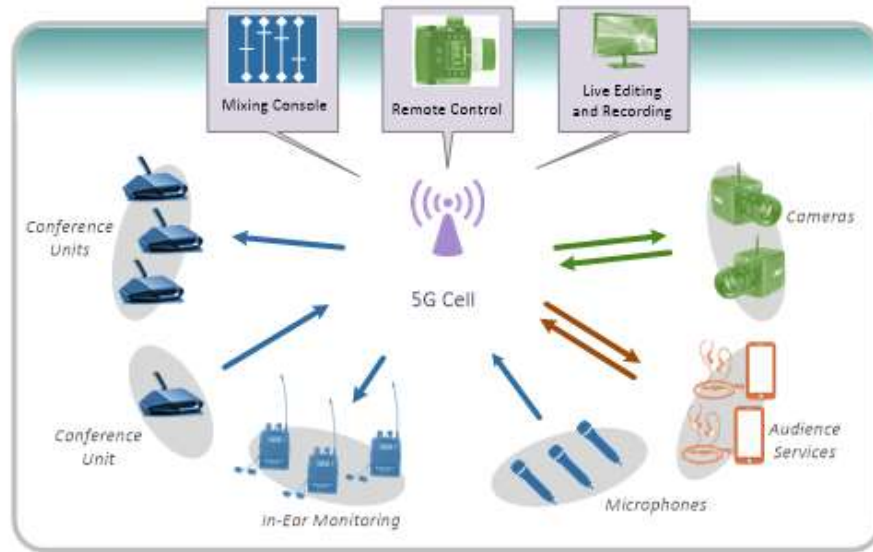 Mixing Console
Remote Control
Live Editing
and Recording
Conference
Units
Cameras
5G Cell
Conference
Unit
Audience
Services
In-Ear Monitoring
Microphones